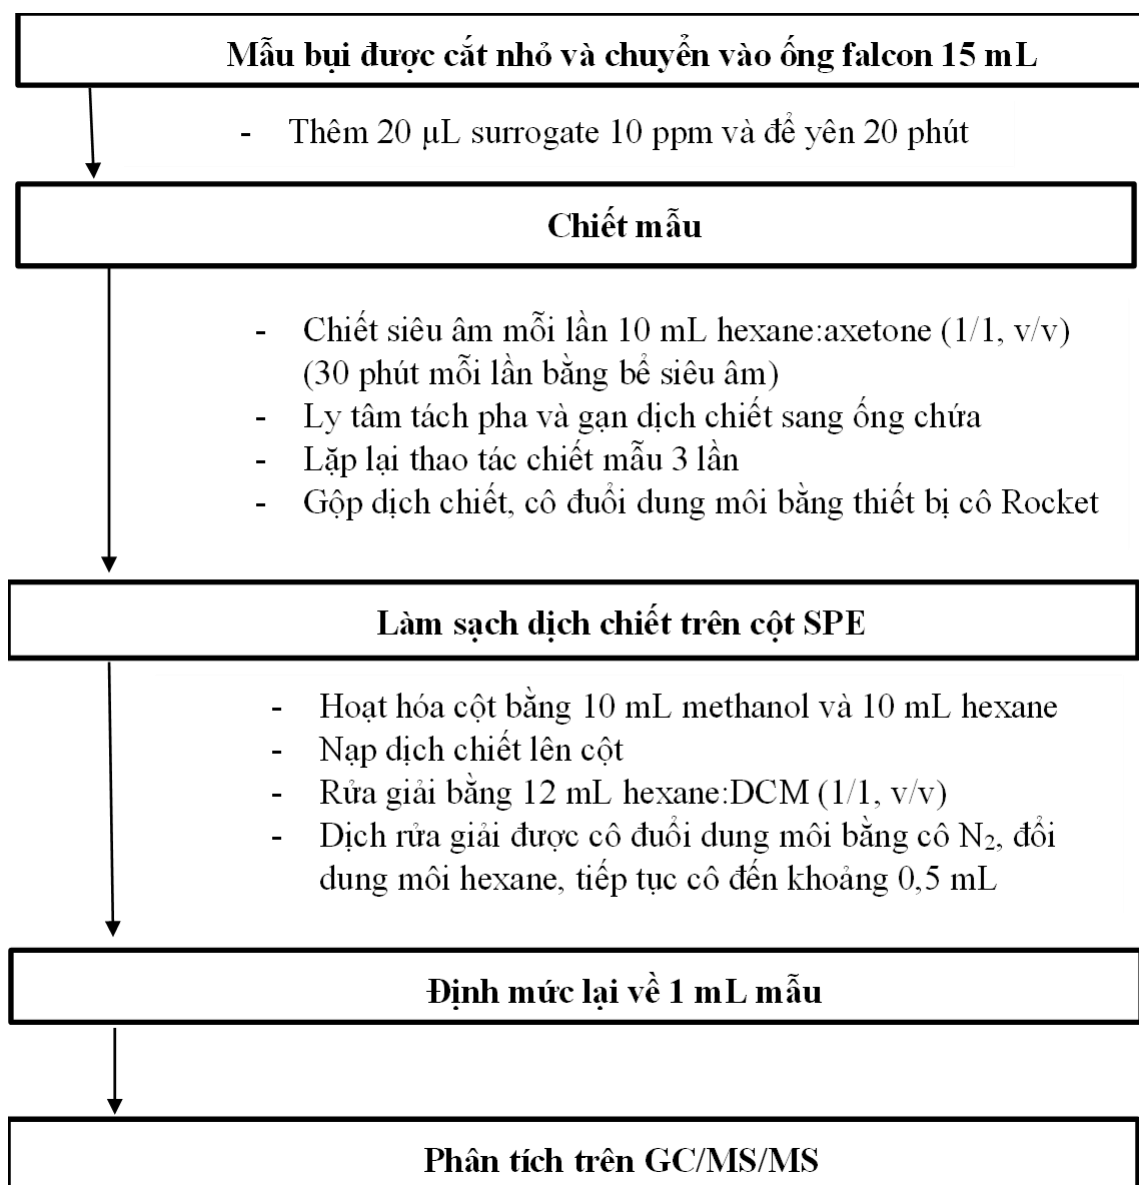 Mẫu bụi được cắt nhỏ và chuyển vào ống falcon 15 mL
- Thêm 20 µL surrogate 10 ppm và để yên 20 phút
Chiết mẫu
- Chiết siêu âm mỗi lần 10 mL hexane:axetone (1/1, v/v)
(30 phút mỗi lần bằng bể siêu âm)
- Ly tâm tách pha và gạn dịch chiết sang ống chứa
- Lặp lại thao tác chiết mẫu 3 lần
- Gộp dịch chiết, cô đuổi dung môi bằng thiết bị cô Rocket
Làm sạch dịch chiết trên cột SPE
- Hoạt hóa cột bằng 10 mL methanol và 10 mL hexane
- Nạp dịch chiết lên cột
- Rửa giải bằng 12 mL hexane:DCM (1/1, v/v)
- Dịch rửa giải được cô đuổi dung môi bằng cô N₂, đổi
dung môi hexane, tiếp tục cô đến khoảng 0,5 mL
Định mức lại về 1 mL mẫu
Phân tích trên GC/MS/MS